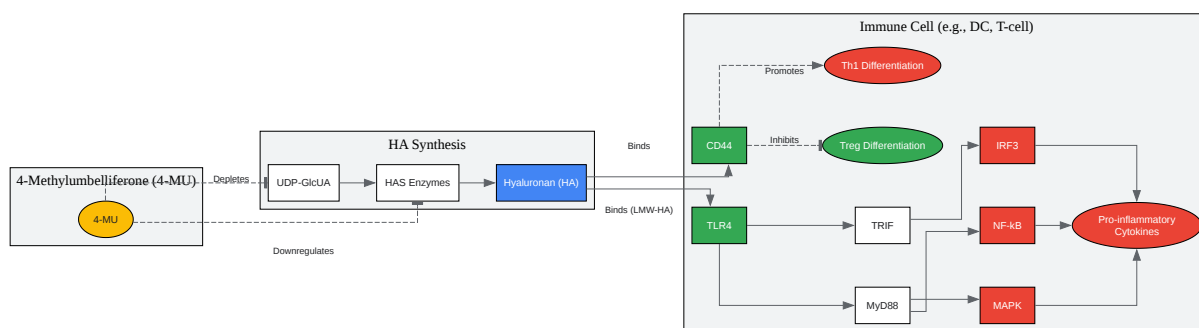 Immune Cell (e.g., DC, T-cell)
Th1 Differentiation
Promotes
HA Synthesis
Binds
CD44
Inhibits
Treg Differentiation
IRF3
4-Methylumbelliferone (4-MU)
Depletes
UDP-GlcUA
HAS Enzymes
Hyaluronan (HA)
Binds (LMW-HA)
4-MU
Downregulates
TLR4
TRIF
NF-kB
Pro-inflammatory
Cytokines
MyD88
MAPK